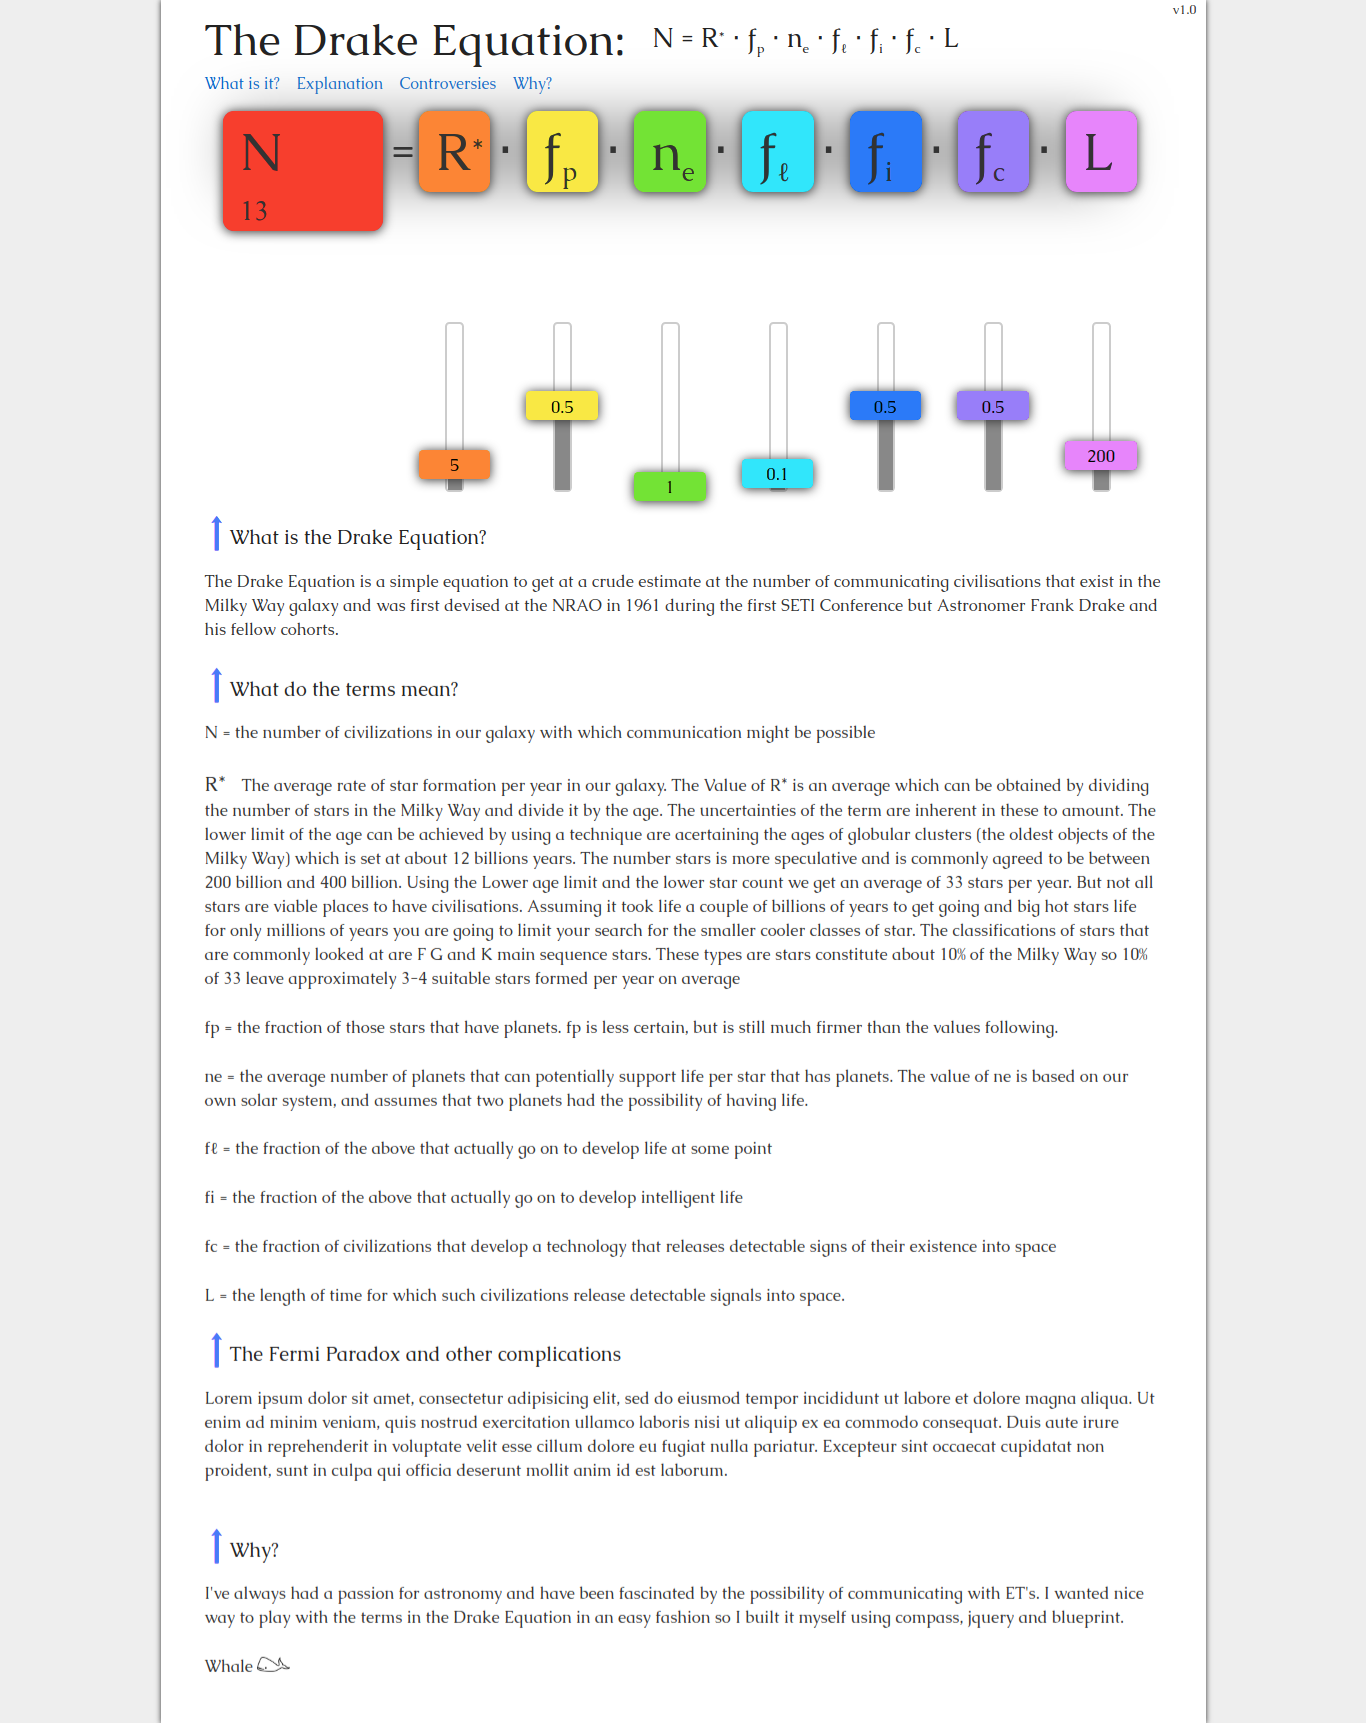 v1.0
The Drake Equation: N = R* · fp · ne · fℓ · fi · fc · L
What is it? Explanation Controversies Why?
N = R* · fp · ne · fℓ · fi · fc · L
13
5 0.5 1 0.1 0.5 0.5 200
What is the Drake Equation?
The Drake Equation is a simple equation to get at a crude estimate at the number of communicating civilisations that exist in the
Milky Way galaxy and was first devised at the NRAO in 1961 during the first SETI Conference but Astronomer Frank Drake and
his fellow cohorts.
What do the terms mean?
N = the number of civilizations in our galaxy with which communication might be possible
R* The average rate of star formation per year in our galaxy. The Value of R* is an average which can be obtained by dividing
the number of stars in the Milky Way and divide it by the age. The uncertainties of the term are inherent in these to amount. The
lower limit of the age can be achieved by using a technique are acertaining the ages of globular clusters (the oldest objects of the
Milky Way) which is set at about 12 billions years. The number stars is more speculative and is commonly agreed to be between
200 billion and 400 billion. Using the Lower age limit and the lower star count we get an average of 33 stars per year. But not all
stars are viable places to have civilisations. Assuming it took life a couple of billions of years to get going and big hot stars life
for only millions of years you are going to limit your search for the smaller cooler classes of star. The classifications of stars that
are commonly looked at are F G and K main sequence stars. These types are stars constitute about 10% of the Milky Way so 10%
of 33 leave approximately 3-4 suitable stars formed per year on average
fp = the fraction of those stars that have planets. fp is less certain, but is still much firmer than the values following.
ne = the average number of planets that can potentially support life per star that has planets. The value of ne is based on our
own solar system, and assumes that two planets had the possibility of having life.
fℓ = the fraction of the above that actually go on to develop life at some point
fi = the fraction of the above that actually go on to develop intelligent life
fc = the fraction of civilizations that develop a technology that releases detectable signs of their existence into space
L = the length of time for which such civilizations release detectable signals into space.
The Fermi Paradox and other complications
Lorem ipsum dolor sit amet, consectetur adipisicing elit, sed do eiusmod tempor incididunt ut labore et dolore magna aliqua. Ut
enim ad minim veniam, quis nostrud exercitation ullamco laboris nisi ut aliquip ex ea commodo consequat. Duis aute irure
dolor in reprehenderit in voluptate velit esse cillum dolore eu fugiat nulla pariatur. Excepteur sint occaecat cupidatat non
proident, sunt in culpa qui officia deserunt mollit anim id est laborum.
Why?
I've always had a passion for astronomy and have been fascinated by the possibility of communicating with ET's. I wanted nice
way to play with the terms in the Drake Equation in an easy fashion so I built it myself using compass, jquery and blueprint.
Whale